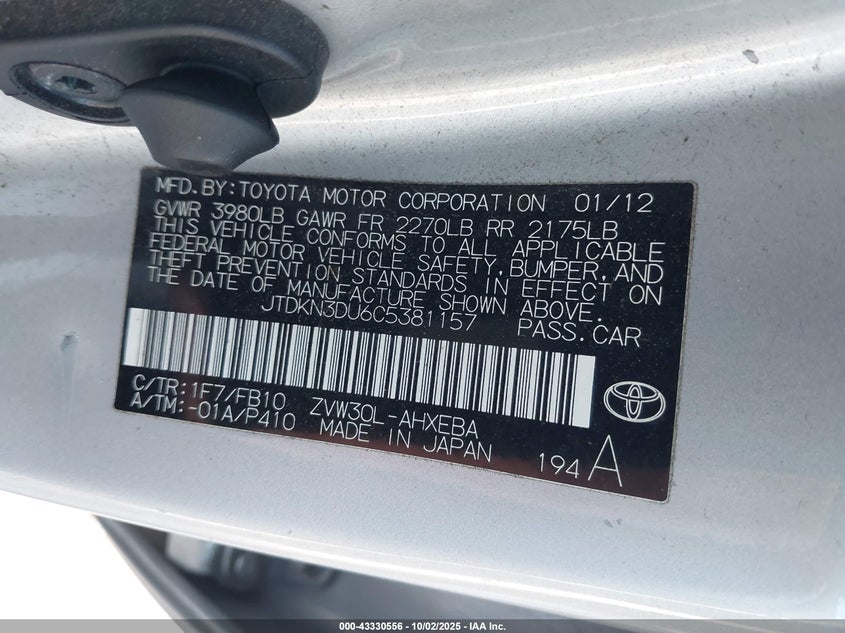 MFD. BY: TOYOTA MOTOR CORPORATION 01/12
GVWR 3980LB GAWR FR 2270LB RR 2175LB
THIS VEHICLE CONFORMS TO ALL APPLICABLE
FEDERAL MOTOR VEHICLE SAFETY, BUMPER, AND
THEFT PREVENTION STANDARDS IN EFFECT ON
THE DATE OF MANUFACTURE SHOWN ABOVE.
JTDKN3DU6C5381157 PASS. CAR
C/TR: 1F7/FB10 ZVW30L-AHXEBA
A/TM: -01A/P410 MADE IN JAPAN 194 A
000-43330556 - 10/02/2025 - IAA Inc.